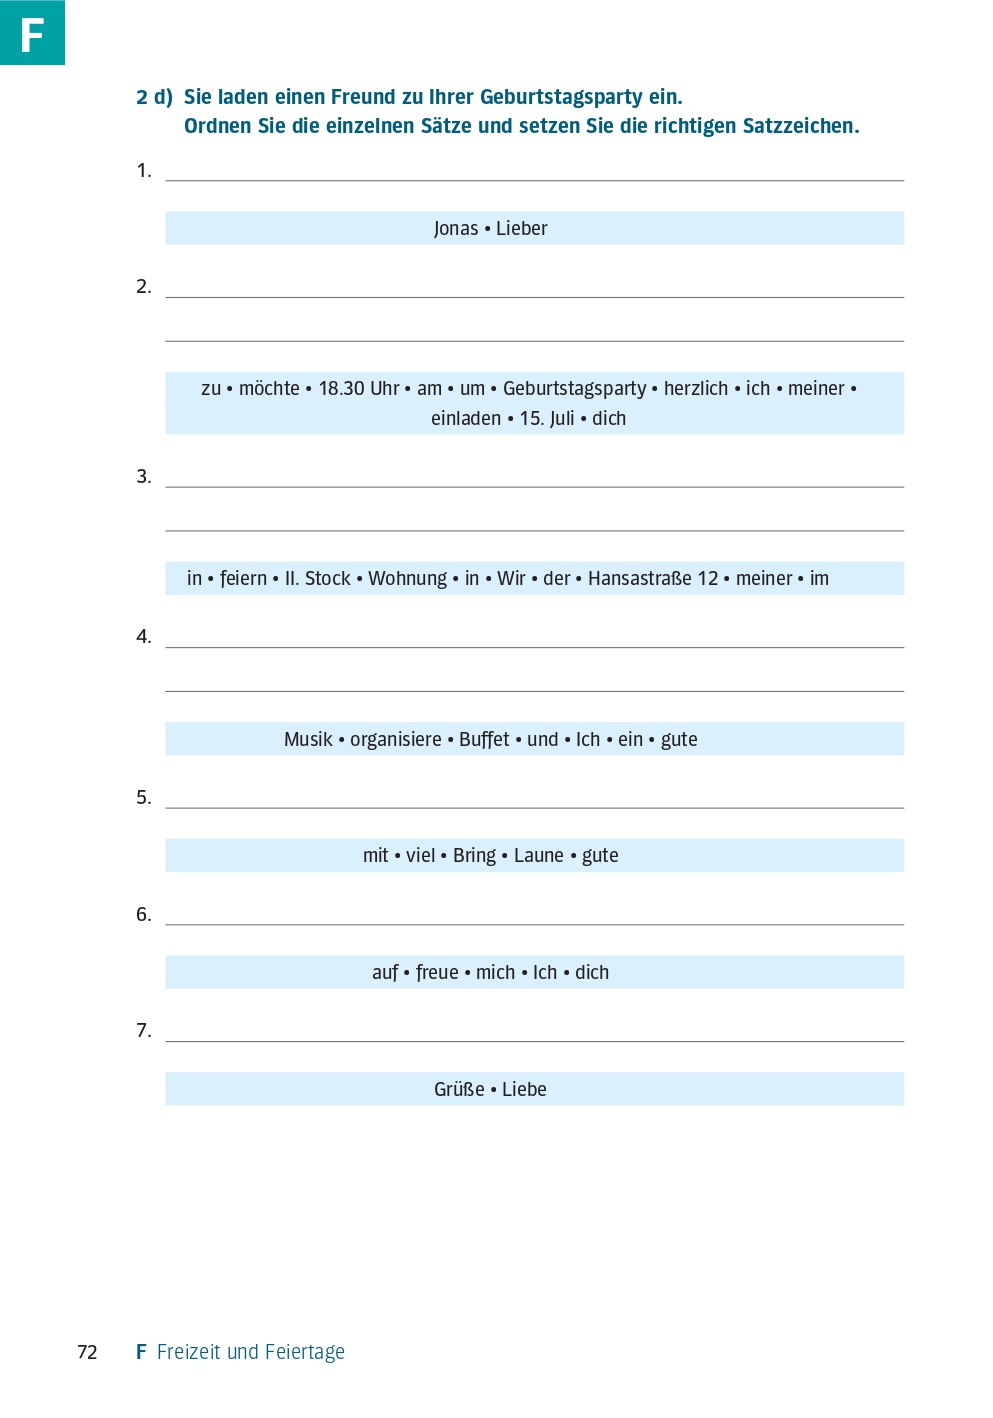 F
2 d) Sie laden einen Freund zu Ihrer Geburtstagsparty ein.
Ordnen Sie die einzelnen Sätze und setzen Sie die richtigen Satzzeichen.
1.
Jonas • Lieber
2.
zu • möchte • 18.30 Uhr • am • um • Geburtstagsparty • herzlich • ich • meiner •
einladen • 15. Juli • dich
3.
in • feiern • II. Stock • Wohnung • in • Wir • der • Hansastraße 12 • meiner • im
4.
Musik • organisiere • Buffet • und • Ich • ein • gute
5.
mit • viel • Bring • Laune • gute
6.
auf • freue • mich • Ich • dich
7.
Grüße • Liebe
72 F Freizeit und Feiertage